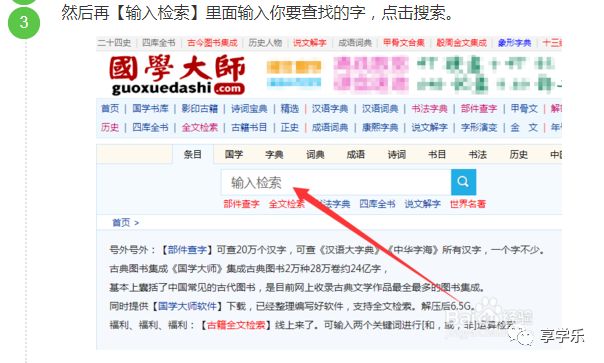 3
然后再【输入检索】里面输入你要查找的字，点击搜索。
二十四史 | 四库全书 | 古今图书集成 | 历史人物 | 说文解字 | 成语词典 | 甲骨文合集 | 殷周金文集成 | 象形字典 | 十三经
國學大師
guoxuedashi.com
首页 | 国学书库 | 影印古籍 | 诗词宝典 | 精选 | 汉语字典 | 汉语词典 | 书法字典 | 部件查字 | 甲骨文 | 解
历史 | 四库全书 | 全文检索 | 古籍书目 | 正史 | 成语词典 | 康熙字典 | 说文解字 | 字形演变 | 金 文 | 年
条目 国学 字典 词典 成语 诗词 书目 书法 历史 中
输入检索
部件查字 全文检索 书法字典 四库全书 说文解字 世界名著
首页 >
号外号外：【部件查字】可查20万个汉字，可查《汉语大字典》《中华字海》所有汉字，一个字不少。
古典图书集成《国学大师》集成古典图书2万种28万卷约24亿字，
基本上囊括了中国常见的古代图书，是目前网上收录古典文学作品最全最多的图书集成。
同时提供【国学大师软件】下载，已经整理编写好软件，支持全文检索。解压后6.5G。
福利、福利、福利：【古籍全文检索】线上来了。可输入两个关键词进行[和，或，非]运算检索
Baidu经验
享学乐